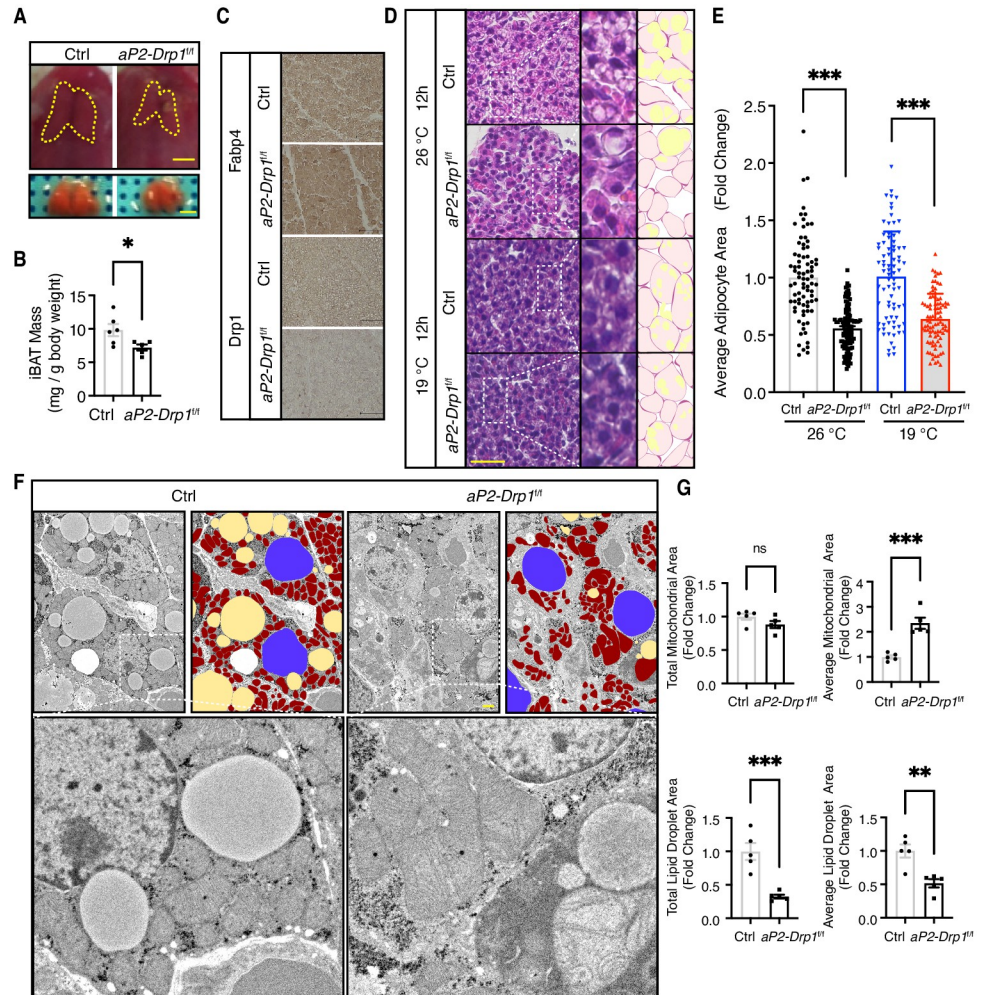 A
Ctrl
aP2-Drp1f/f
B
*
iBAT Mass
(mg / g body weight)
15
10
5
0
Ctrl aP2-Drp1f/f
C
Fabp4
Ctrl
aP2-Drp1f/f
Drp1
Ctrl
aP2-Drp1f/f
D
12h
26 °C
Ctrl
aP2-Drp1f/f
12h
19 °C
Ctrl
aP2-Drp1f/f
E
*** ***
Average Adipocyte Area (Fold Change)
2.5
2.0
1.5
1.0
0.5
0.0
Ctrl aP2-Drp1f/f Ctrl aP2-Drp1f/f
26 °C 19 °C
F
Ctrl
aP2-Drp1f/f
G
ns
Total Mitochondrial Area
(Fold Change)
1.5
1.0
0.5
0.0
Ctrl aP2-Drp1f/f
***
Average Mitochondrial Area
(Fold Change)
4
3
2
1
0
Ctrl aP2-Drp1f/f
***
Total Lipid Droplet Area
(Fold Change)
1.5
1.0
0.5
0.0
Ctrl aP2-Drp1f/f
**
Average Lipid Droplet Area
(Fold Change)
1.5
1.0
0.5
0.0
Ctrl aP2-Drp1f/f